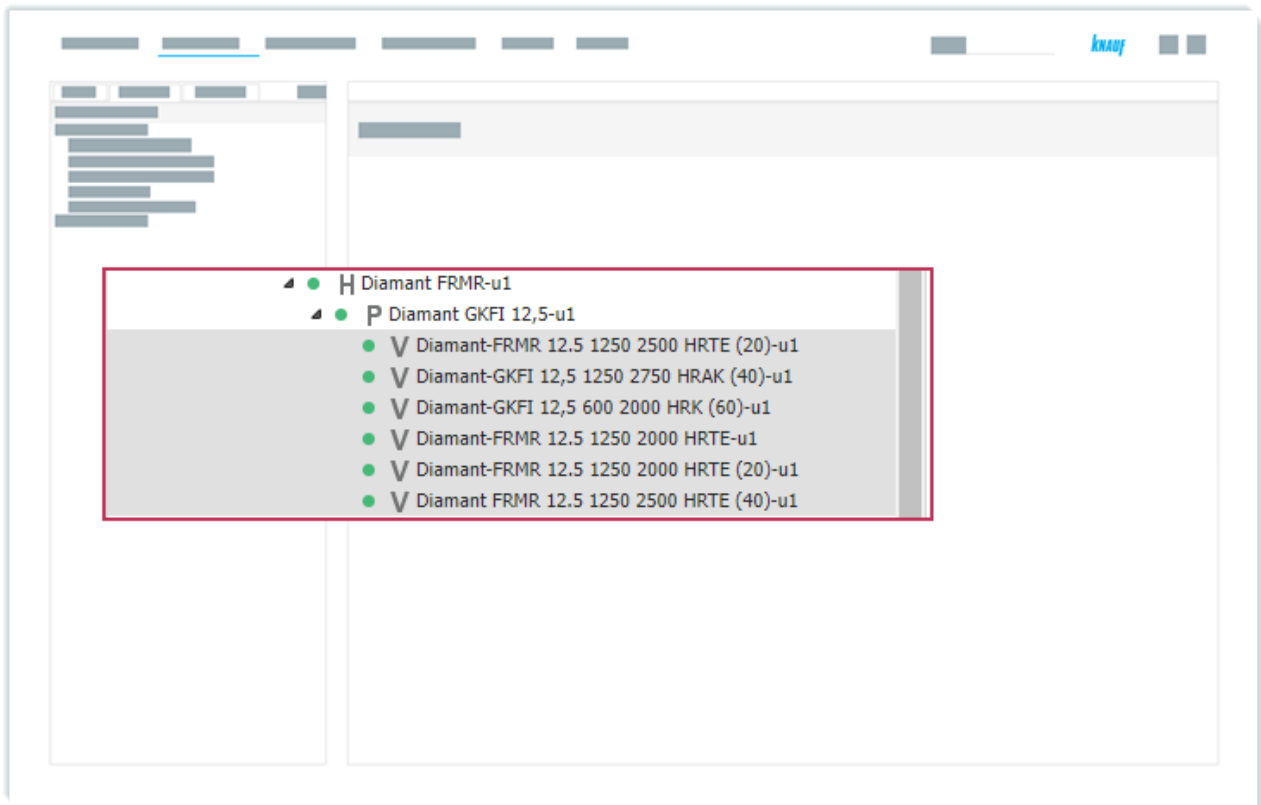 KNAUF
H Diamant FRMR-u1
P Diamant GKFI 12,5-u1
V Diamant-FRMR 12.5 1250 2500 HRTE (20)-u1
V Diamant-GKFI 12,5 1250 2750 HRAK (40)-u1
V Diamant-GKFI 12,5 600 2000 HRK (60)-u1
V Diamant-FRMR 12.5 1250 2000 HRTE-u1
V Diamant-FRMR 12.5 1250 2000 HRTE (20)-u1
V Diamant FRMR 12.5 1250 2500 HRTE (40)-u1